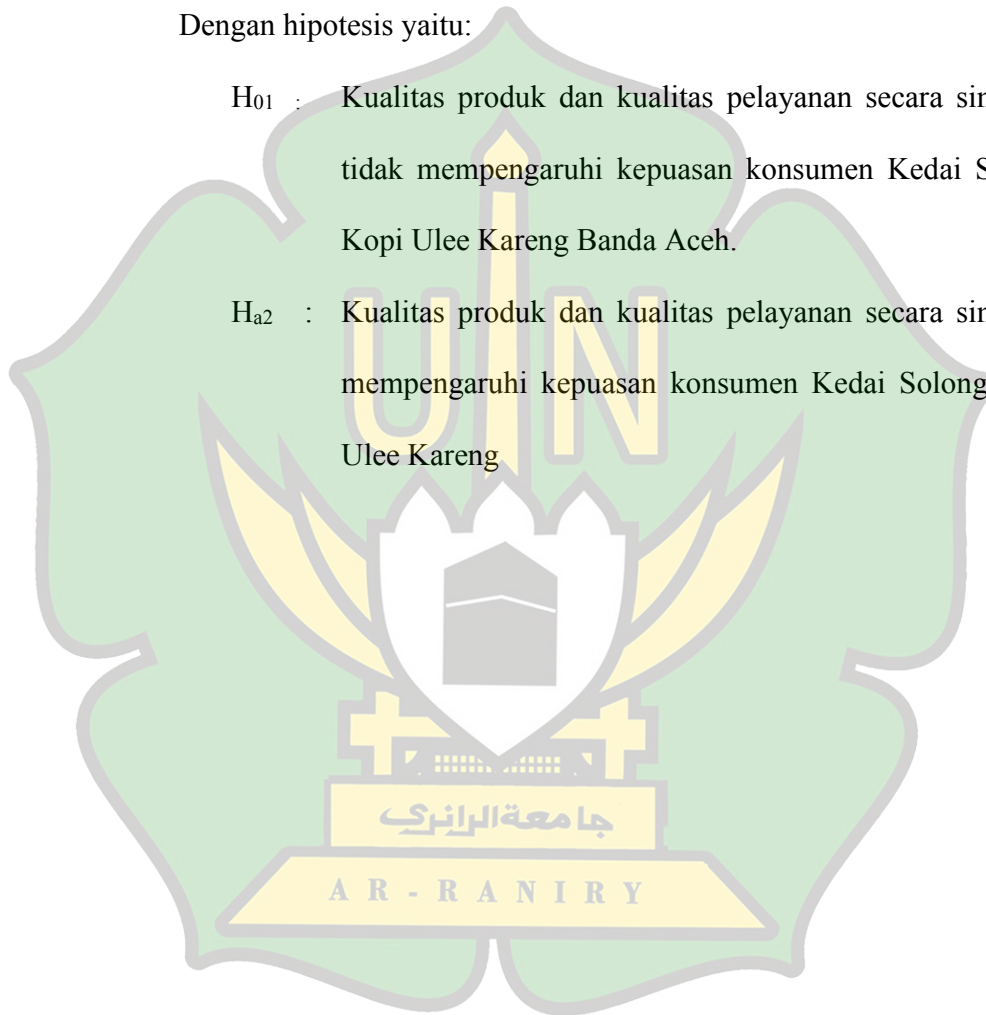 Dengan hipotesis yaitu:
H01 : Kualitas produk dan kualitas pelayanan secara
tidak mempengaruhi kepuasan konsumen Kedai
Kopi Ulee Kareng Banda Aceh.
Ha2 : Kualitas produk dan kualitas pelayanan secara
mempengaruhi kepuasan konsumen Kedai Solong
Ulee Kareng
UIN
جامعة الرانري
AR-RANIRY